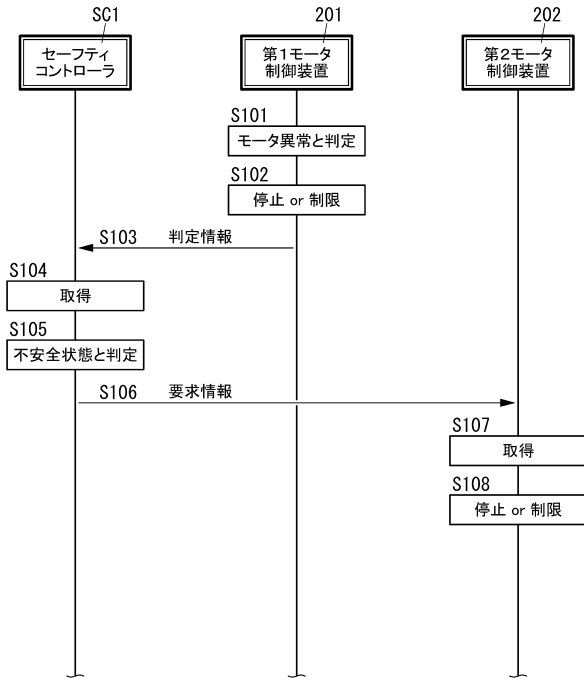 SC1
201
202
セーフティ
コントローラ
第1モータ
制御装置
第2モータ
制御装置
S101
モータ異常と判定
S102
停止 or 制限
S103 判定情報
S104
取得
S105
不安全状態と判定
S106 要求情報
S107
取得
S108
停止 or 制限